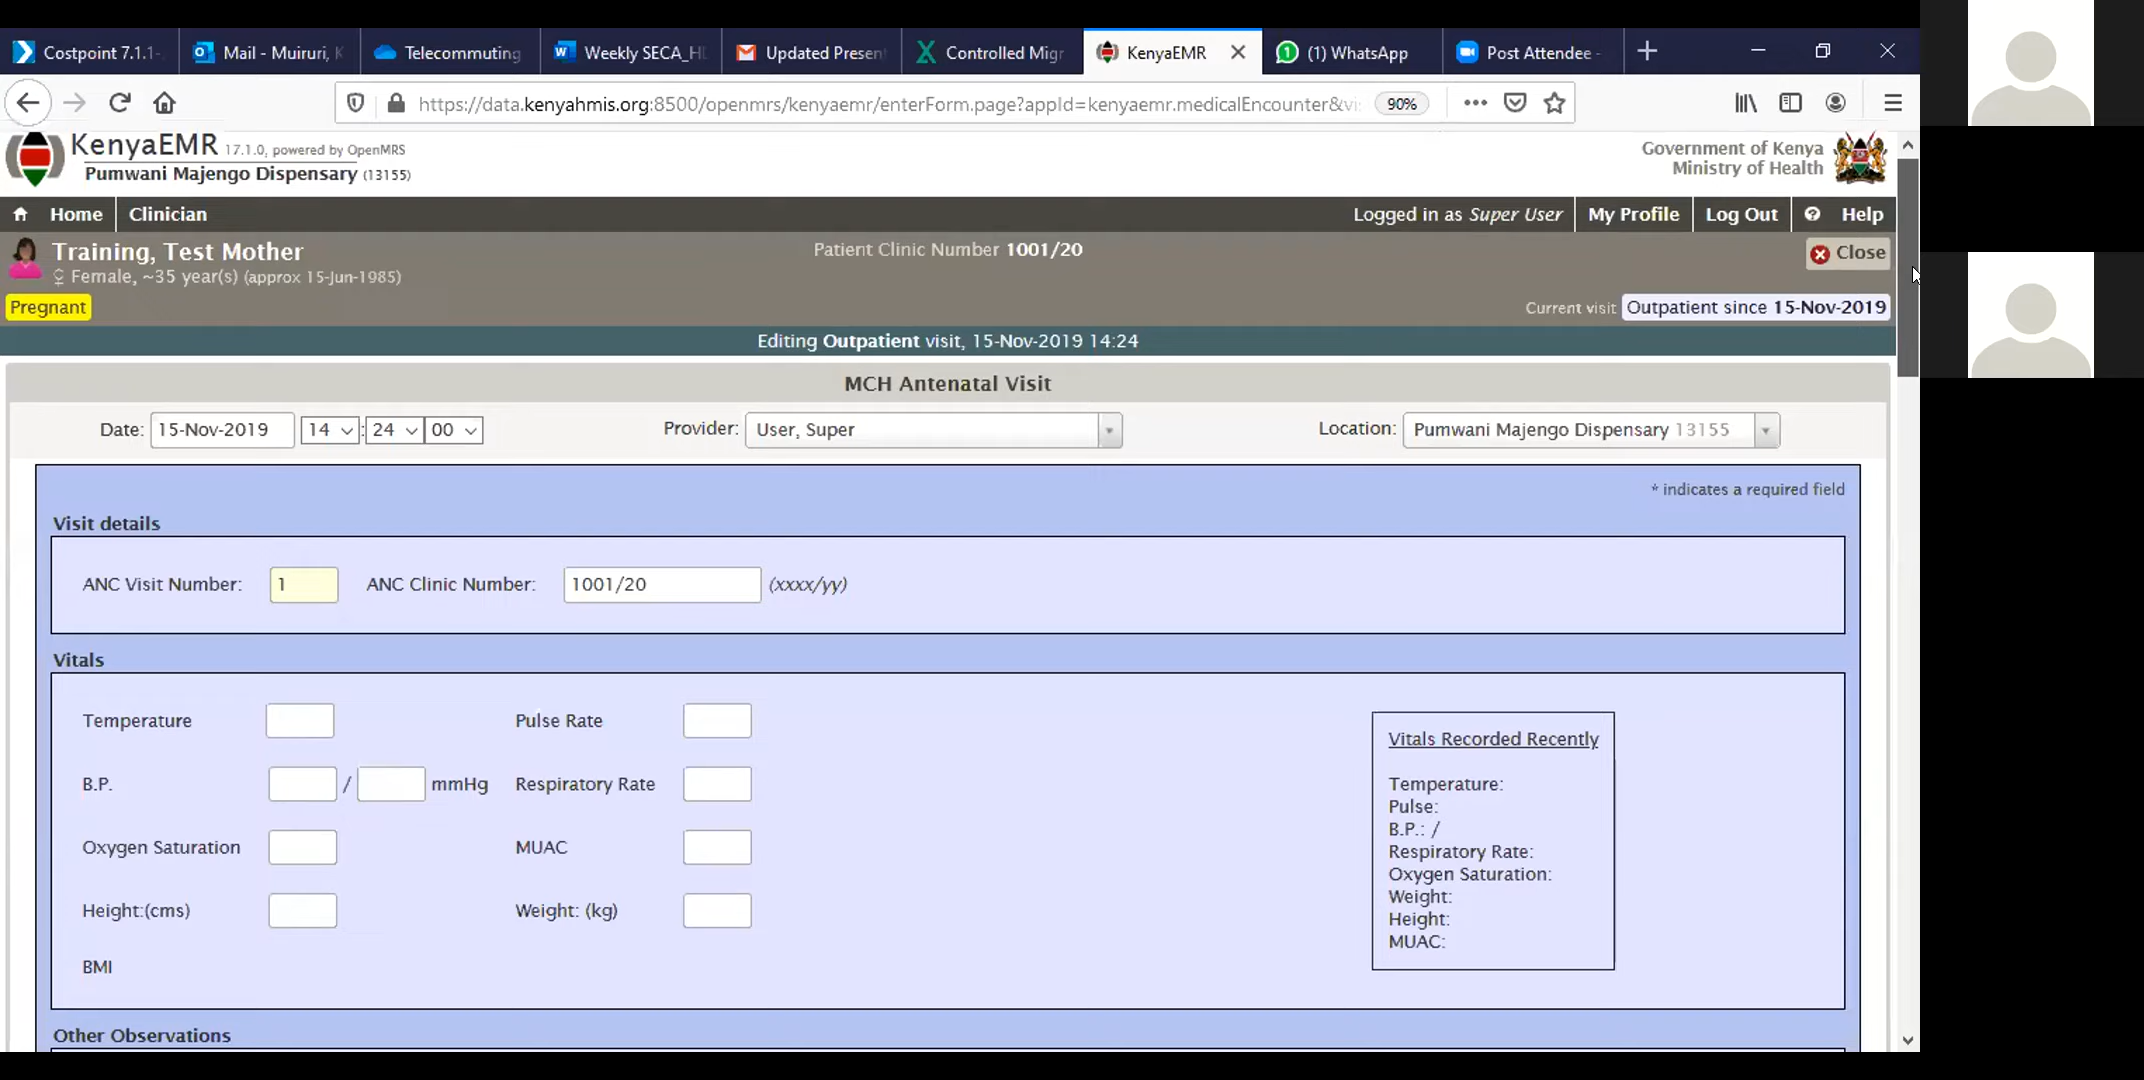 Costpoint 7.1.1-
Mail - Muiruri, K
Telecommuting
Weekly SECA_HI
Updated Present
Controlled Migr
KenyaEMR
(1) WhatsApp
Post Attendee -
https://data.kenyahmis.org:8500/openmrs/kenyaemr/enterForm.page?appId=kenyaemr.medicalEncounter&vi
90%
KenyaEMR 17.1.0, powered by OpenMRS
Pumwani Majengo Dispensary (13155)
Government of Kenya
Ministry of Health
Home Clinician Logged in as Super User My Profile Log Out Help
Training, Test Mother
Patient Clinic Number 1001/20
Close
Female, ~35 year(s) (approx 15-Jun-1985)
Pregnant
Current visit Outpatient since 15-Nov-2019
Editing Outpatient visit, 15-Nov-2019 14:24
MCH Antenatal Visit
Date: 15-Nov-2019 14 : 24 00 Provider: User, Super Location: Pumwani Majengo Dispensary 13155
* indicates a required field
Visit details
ANC Visit Number: 1 ANC Clinic Number: 1001/20 (xxxx/yy)
Vitals
Temperature Pulse Rate
B.P. / mmHg Respiratory Rate
Oxygen Saturation MUAC
Height:(cms) Weight: (kg)
BMI
Vitals Recorded Recently
Temperature:
Pulse:
B.P.: /
Respiratory Rate:
Oxygen Saturation:
Weight:
Height:
MUAC:
Other Observations